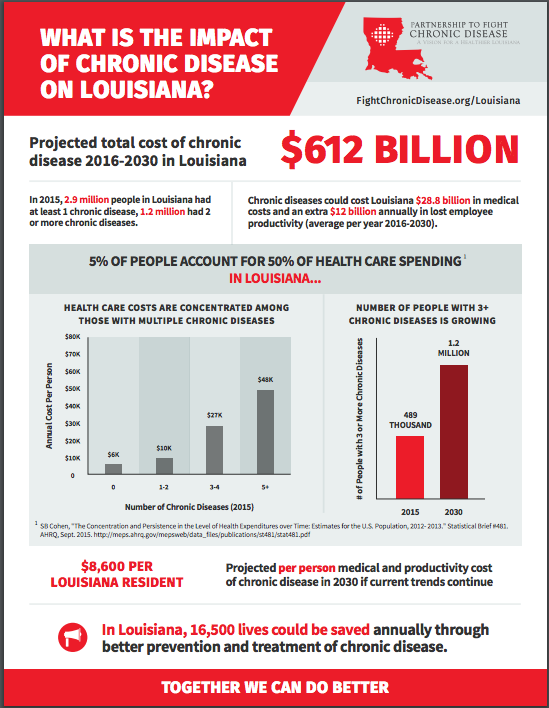 WHAT IS THE IMPACT
OF CHRONIC DISEASE
ON LOUISIANA?
PARTNERSHIP TO FIGHT
CHRONIC DISEASE
A VISION FOR A HEALTHIER LOUISIANA
FightChronicDisease.org/Louisiana
Projected total cost of chronic
disease 2016-2030 in Louisiana
$612 BILLION
In 2015, 2.9 million people in Louisiana had
at least 1 chronic disease, 1.2 million had 2
or more chronic diseases.
Chronic diseases could cost Louisiana $28.8 billion in medical
costs and an extra $12 billion annually in lost employee
productivity (average per year 2016-2030).
5% OF PEOPLE ACCOUNT FOR 50% OF HEALTH CARE SPENDING 1
IN LOUISIANA...
HEALTH CARE COSTS ARE CONCENTRATED AMONG
THOSE WITH MULTIPLE CHRONIC DISEASES
Annual Cost Per Person
$80K
$70K
$60K
$50K
$40K
$30K
$20K
$10K
0
$6K
$10K
$27K
$48K
0
1-2
3-4
5+
Number of Chronic Diseases (2015)
NUMBER OF PEOPLE WITH 3+
CHRONIC DISEASES IS GROWING
# of People with 3 or More Chronic Diseases
489
THOUSAND
1.2
MILLION
2015
2030
1 SB Cohen, "The Concentration and Persistence in the Level of Health Expenditures over Time: Estimates for the U.S. Population, 2012- 2013." Statistical Brief #481.
AHRQ, Sept. 2015. http://meps.ahrq.gov/mepsweb/data_files/publications/st481/stat481.pdf
$8,600 PER
LOUISIANA RESIDENT
Projected per person medical and productivity cost
of chronic disease in 2030 if current trends continue
In Louisiana, 16,500 lives could be saved annually through
better prevention and treatment of chronic disease.
TOGETHER WE CAN DO BETTER